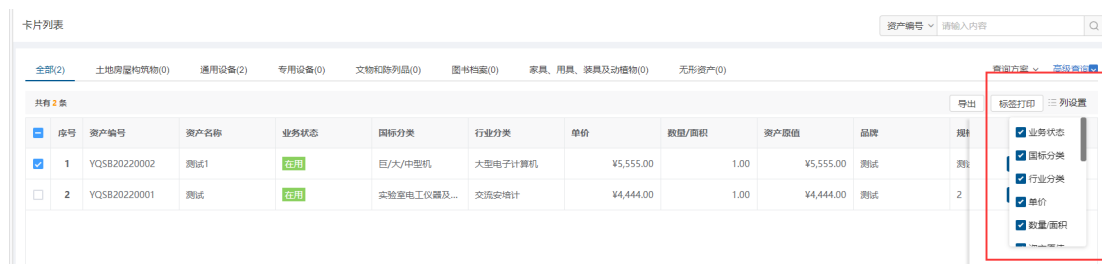 卡片列表 资产编号 请输入内容
全部(2) 土地房屋构筑物(0) 通用设备(2) 专用设备(0) 文物和陈列品(0) 图书档案(0) 家具、用具、装具及动植物(0) 无形资产(0) 查询方案 高级查询
共有 2 条 导出 标签打印 列设置
序号 资产编号 资产名称 业务状态 国标分类 行业分类 单价 数量/面积 资产原值 品牌
1 YQSB20220002 测试1 在用 巨/大/中型机 大型电子计算机 ¥5,555.00 1.00 ¥5,555.00 测试
2 YQSB20220001 测试 在用 实验室电工仪器及... 交流安培计 ¥4,444.00 1.00 ¥4,444.00 测试 2
业务状态
国标分类
行业分类
单价
数量/面积